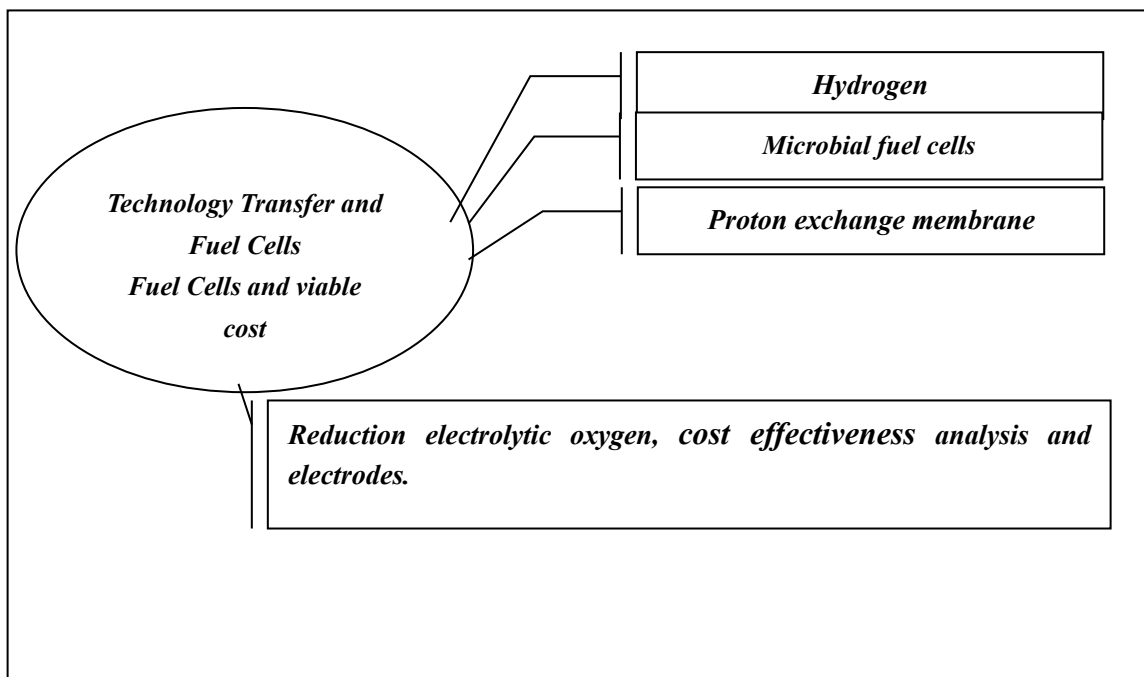 Technology Transfer and
Fuel Cells
Fuel Cells and viable
cost
Hydrogen
Microbial fuel cells
Proton exchange membrane
Reduction electrolytic oxygen, cost effectiveness analysis and
electrodes.